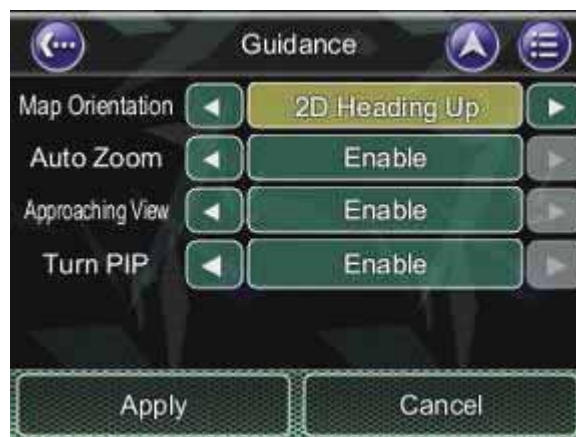 Guidance
Map Orientation 2D Heading Up
Auto Zoom Enable
Approaching View Enable
Turn PIP Enable
Apply Cancel